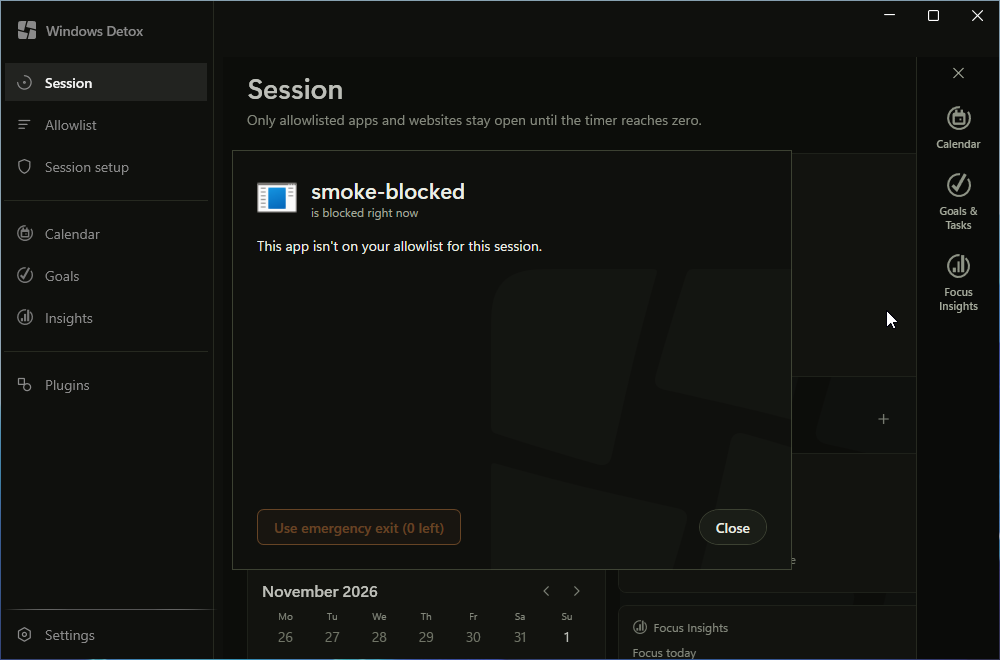 Windows Detox
Session
Allowlist
Session setup
Calendar
Goals
Insights
Plugins
Settings
Session
Only allowlisted apps and websites stay open until the timer reaches zero.
smoke-blocked
is blocked right now
This app isn't on your allowlist for this session.
Use emergency exit (0 left)
Close
November 2026
Mo Tu We Th Fr Sa Su
26 27 28 29 30 31 1
Focus Insights
Focus today
Calendar
Goals &
Tasks
Focus
Insights